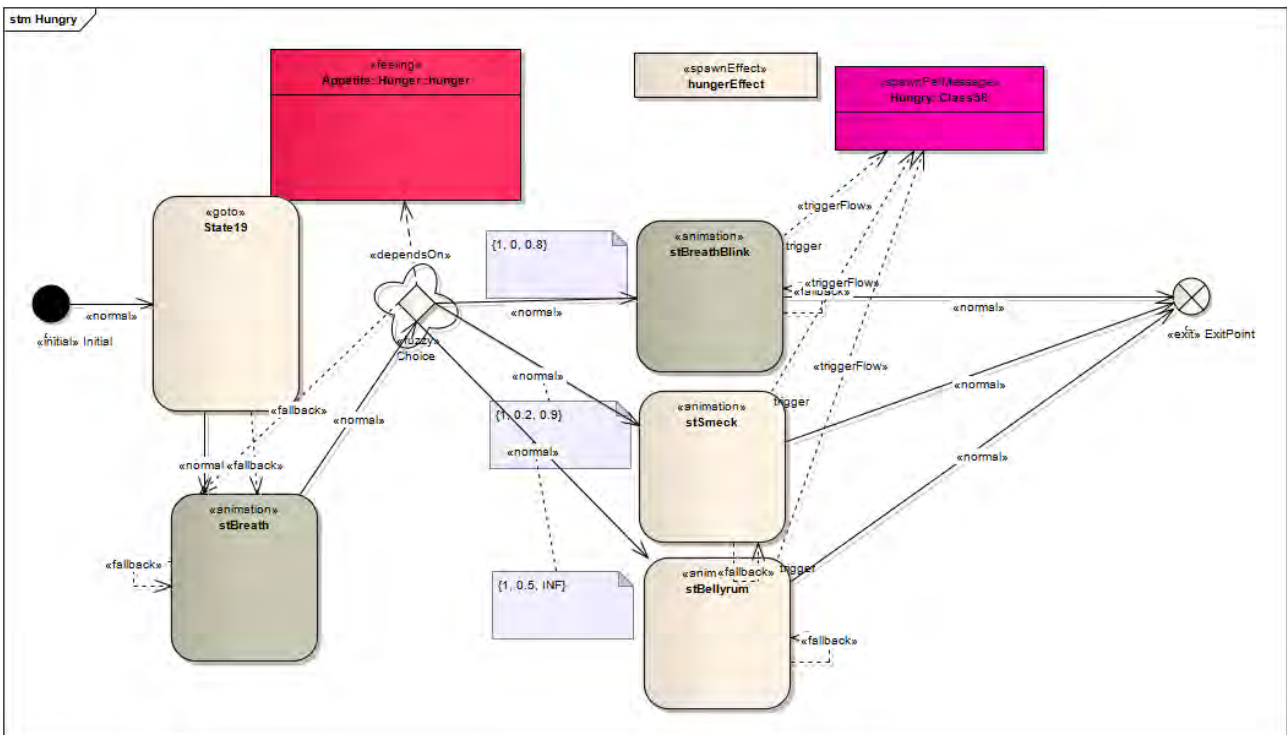 stm Hungry
«feeling»
Appetite::Hunger::hunger
«spawnEffect»
hungerEffect
«spawnPetMessage»
Hungry::Class56
«goto»
State19
«dependsOn»
{1, 0, 0.8}
«animation»
stBreathBlink
«triggerFlow»
trigger
«triggerFlow»
«fallback»
«normal»
«normal»
«normal»
«initial» Initial
«fuzzy»
Choice
«exit» ExitPoint
«triggerFlow»
«normal»
«normal»
«fallback»
«normal»
{1, 0.2, 0.9}
«animation»
stSmeck
trigger
«normal»
«normal»
«normal
«fallback»
«animation»
stBreath
«fallback»
{1, 0.5, INF}
«anim
«fallback»
trigger
stBellyrum
«fallback»